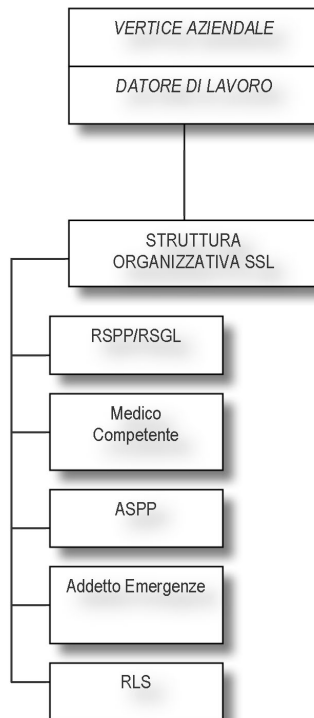 VERTICE AZIENDALE
DATORE DI LAVORO
STRUTTURA
ORGANIZZATIVA SSL
RSPP/RSGL
Medico
Competente
ASPP
Addetto Emergenze
RLS